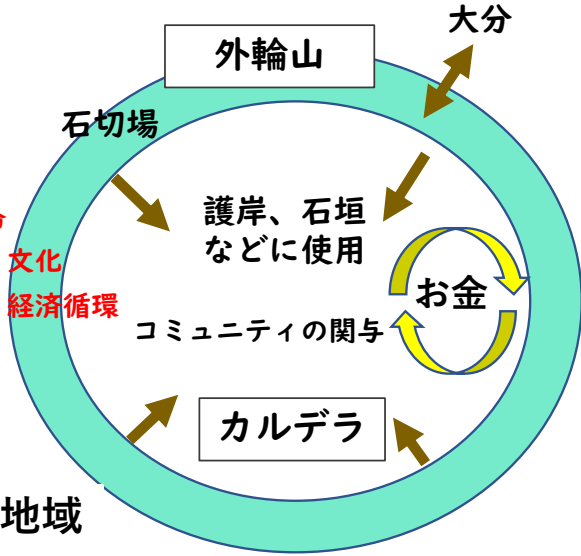 大分
外輪山
石切場
護岸、石垣
などに使用
文化
お金
経済循環
コミュニティの関与
カルデラ
地域